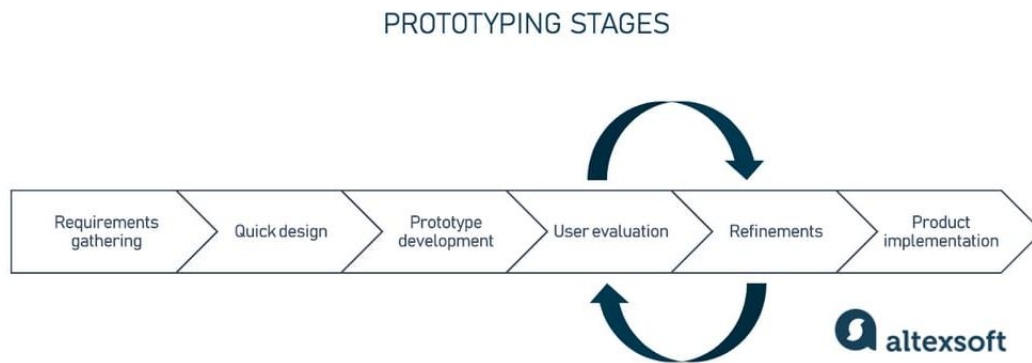 PROTOTYPING STAGES
Requirements
gathering
Quick design
Prototype
development
User evaluation
Refinements
Product
implementation
altexsoft